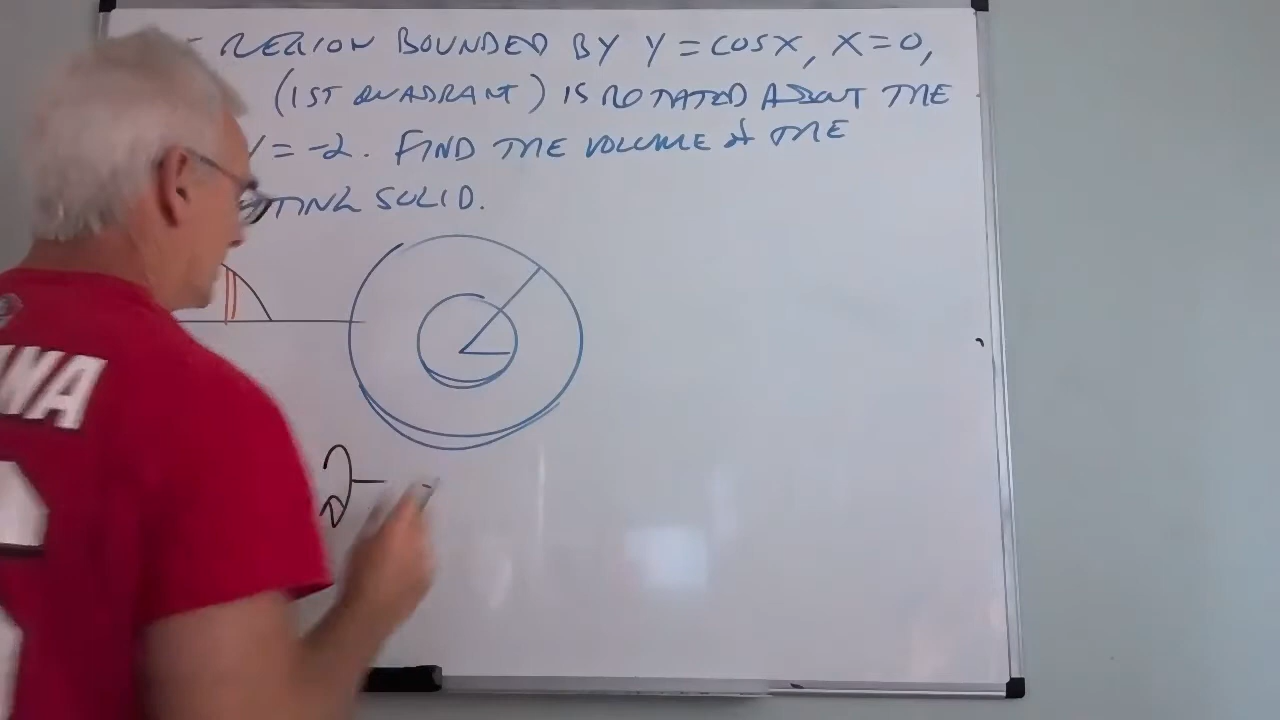 REGION BOUNDED BY Y = COSX, X = 0,
(1ST QUADRANT) IS ROTATED ABOUT THE
Y = -2. FIND THE VOLUME of THE
TING SOLID.
2 -